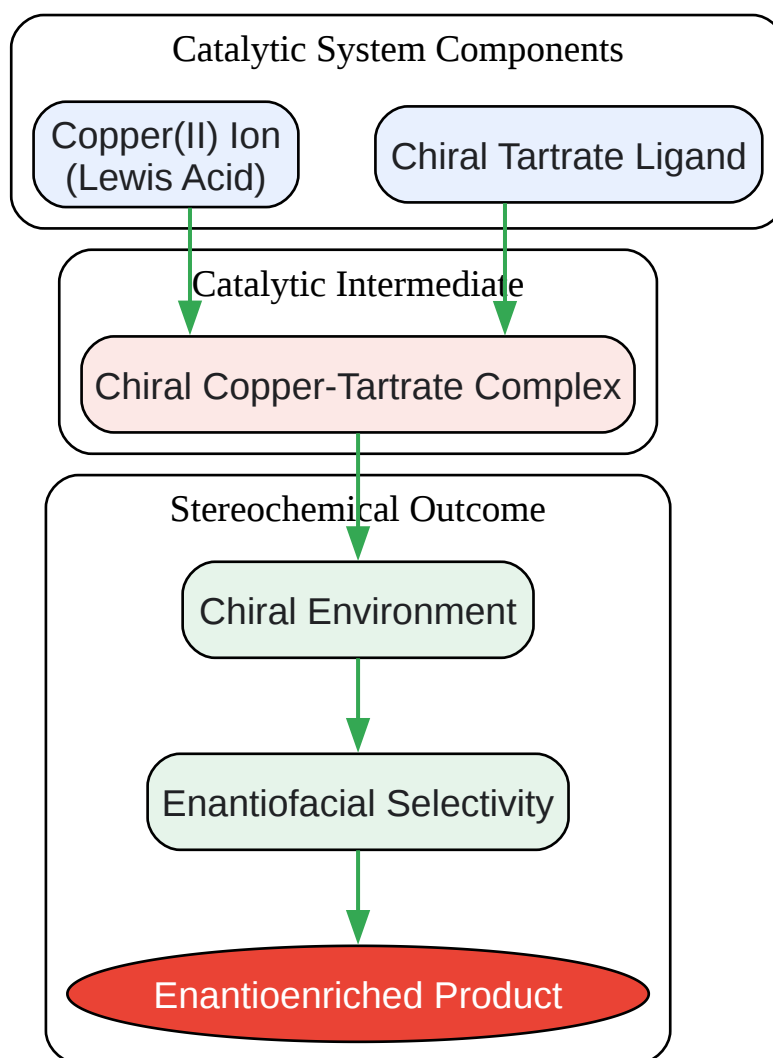 Catalytic System Components
Copper(II) Ion
(Lewis Acid)
Chiral Tartrate Ligand
Catalytic Intermediate
Chiral Copper-Tartrate Complex
Stereochemical Outcome
Chiral Environment
Enantiofacial Selectivity
Enantioenriched Product